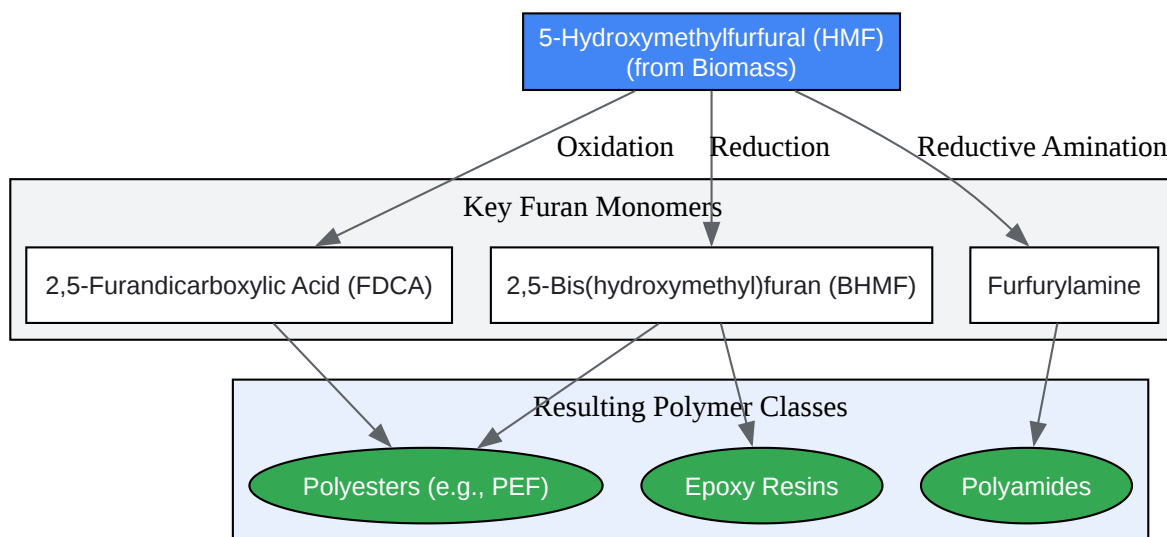 5-Hydroxymethylfurfural (HMF)
(from Biomass)
Oxidation
Reduction
Reductive Amination
Key Furan Monomers
2,5-Furandicarboxylic Acid (FDCA)
2,5-Bis(hydroxymethyl)furan (BHMF)
Furfurylamine
Resulting Polymer Classes
Polyesters (e.g., PEF)
Epoxy Resins
Polyamides